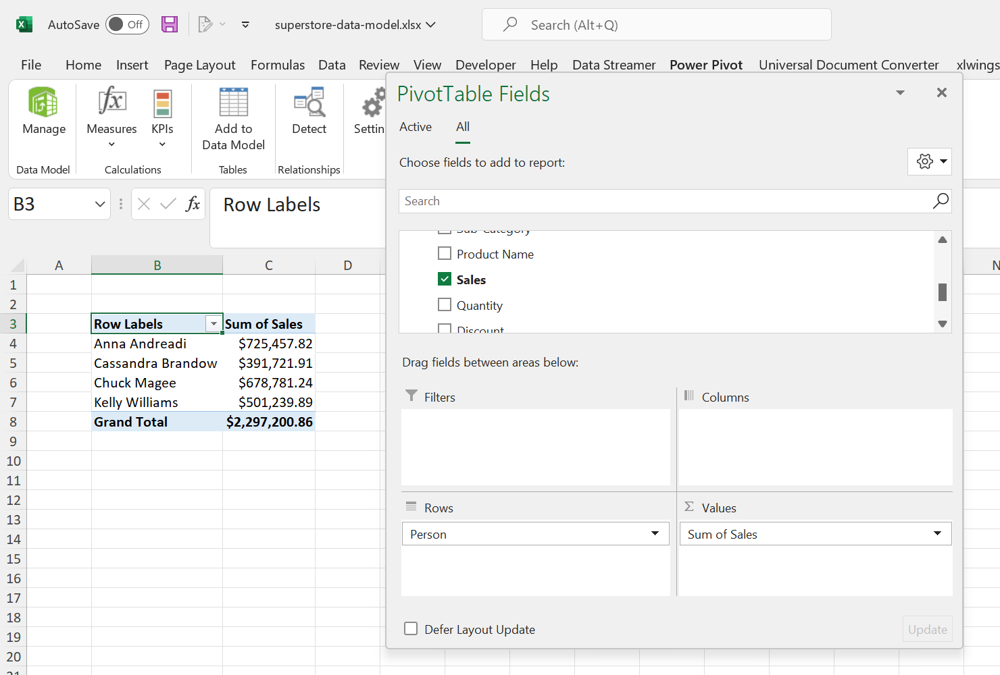 AutoSave Off superstore-data-model.xlsx Search (Alt+Q)
File Home Insert Page Layout Formulas Data Review View Developer Help Data Streamer Power Pivot Universal Document Converter xlwings
Manage
Data Model
Measures KPIs
Calculations
Add to
Data Model
Tables
Detect
Relationships
Settin
B3 fx Row Labels
A B C D N
1
2
3 Row Labels Sum of Sales
4 Anna Andreadi $725,457.82
5 Cassandra Brandow $391,721.91
6 Chuck Magee $678,781.24
7 Kelly Williams $501,239.89
8 Grand Total $2,297,200.86
9
10
11
12
13
14
15
16
17
18
19
20
21
PivotTable Fields
Active All
Choose fields to add to report:
Search
Sub-Category
Product Name
Sales
Quantity
Discount
Drag fields between areas below:
Filters
Columns
Rows
Person
Σ Values
Sum of Sales
Defer Layout Update
Update